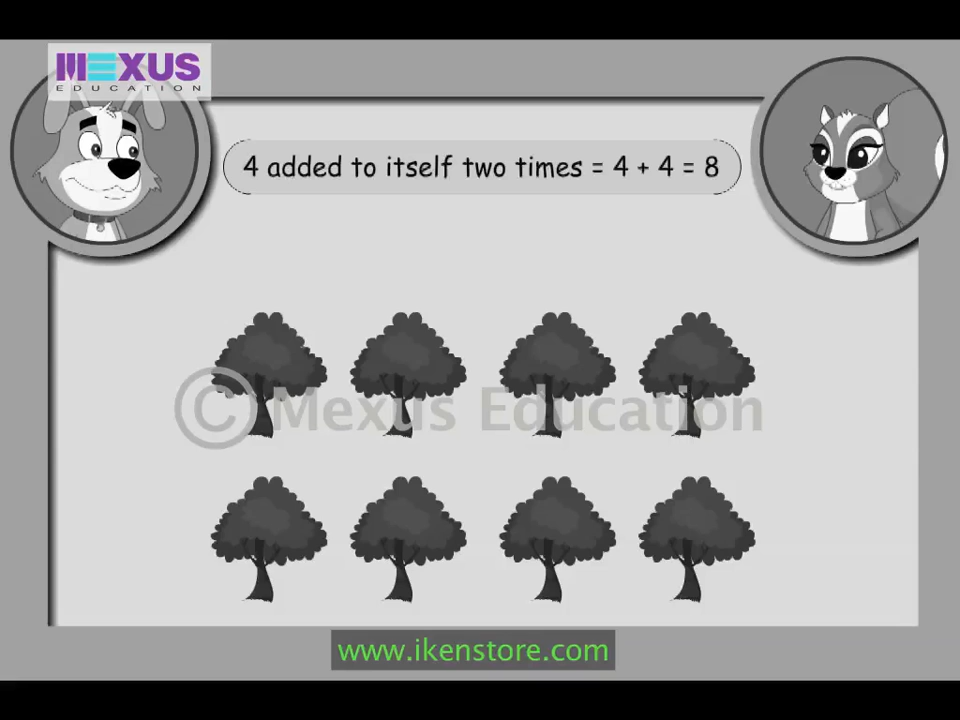 MEXUS
EDUCATION
4 added to itself two times = 4 + 4 = 8
© Mexus Education
www.ikenstore.com